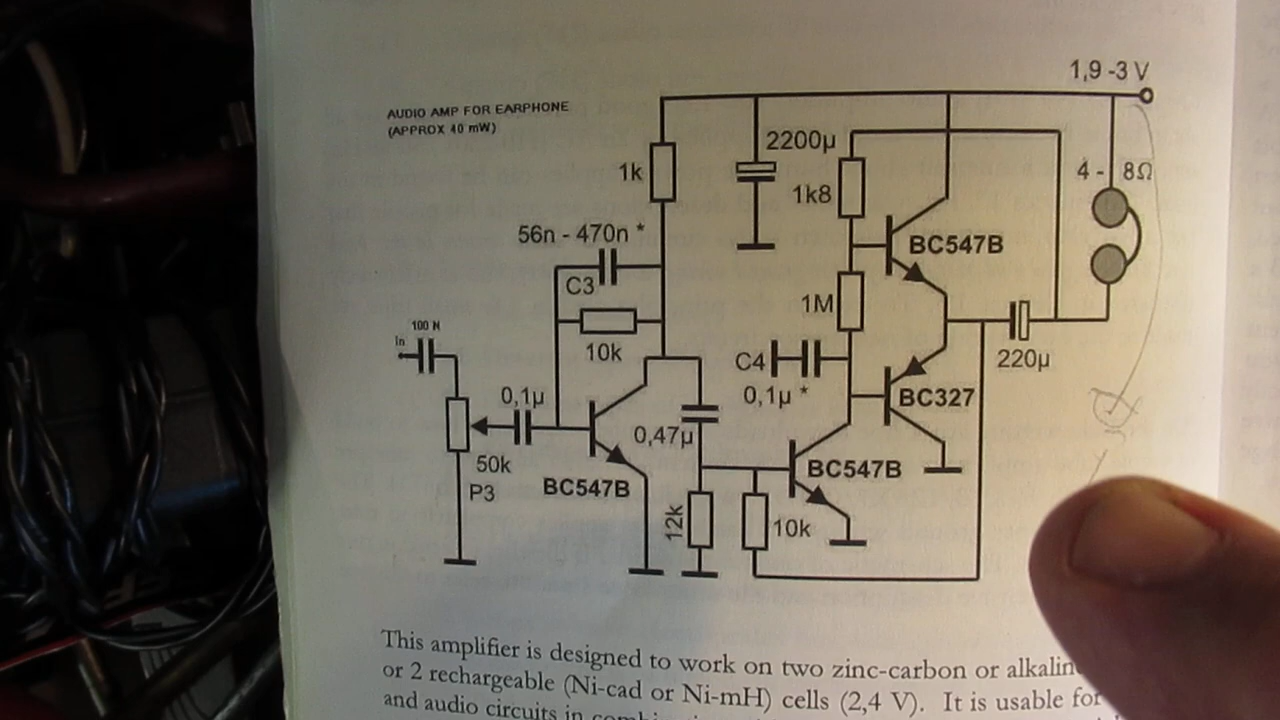 1,9 -3 V
AUDIO AMP FOR EARPHONE
(APPROX 40 mW)
2200µ
1k
4 - 8Ω
1k8
56n - 470n *
BC547B
C3
1M
100 N
In
10k
C4
220µ
0,1µ *
0,1µ
BC327
0,47µ
50k
BC547B
P3
BC547B
12k
10k
This amplifier is designed to work on two zinc-carbon or alkalin
or 2 rechargeable (Ni-cad or Ni-mH) cells (2,4 V). It is usable for
and audio circuits in